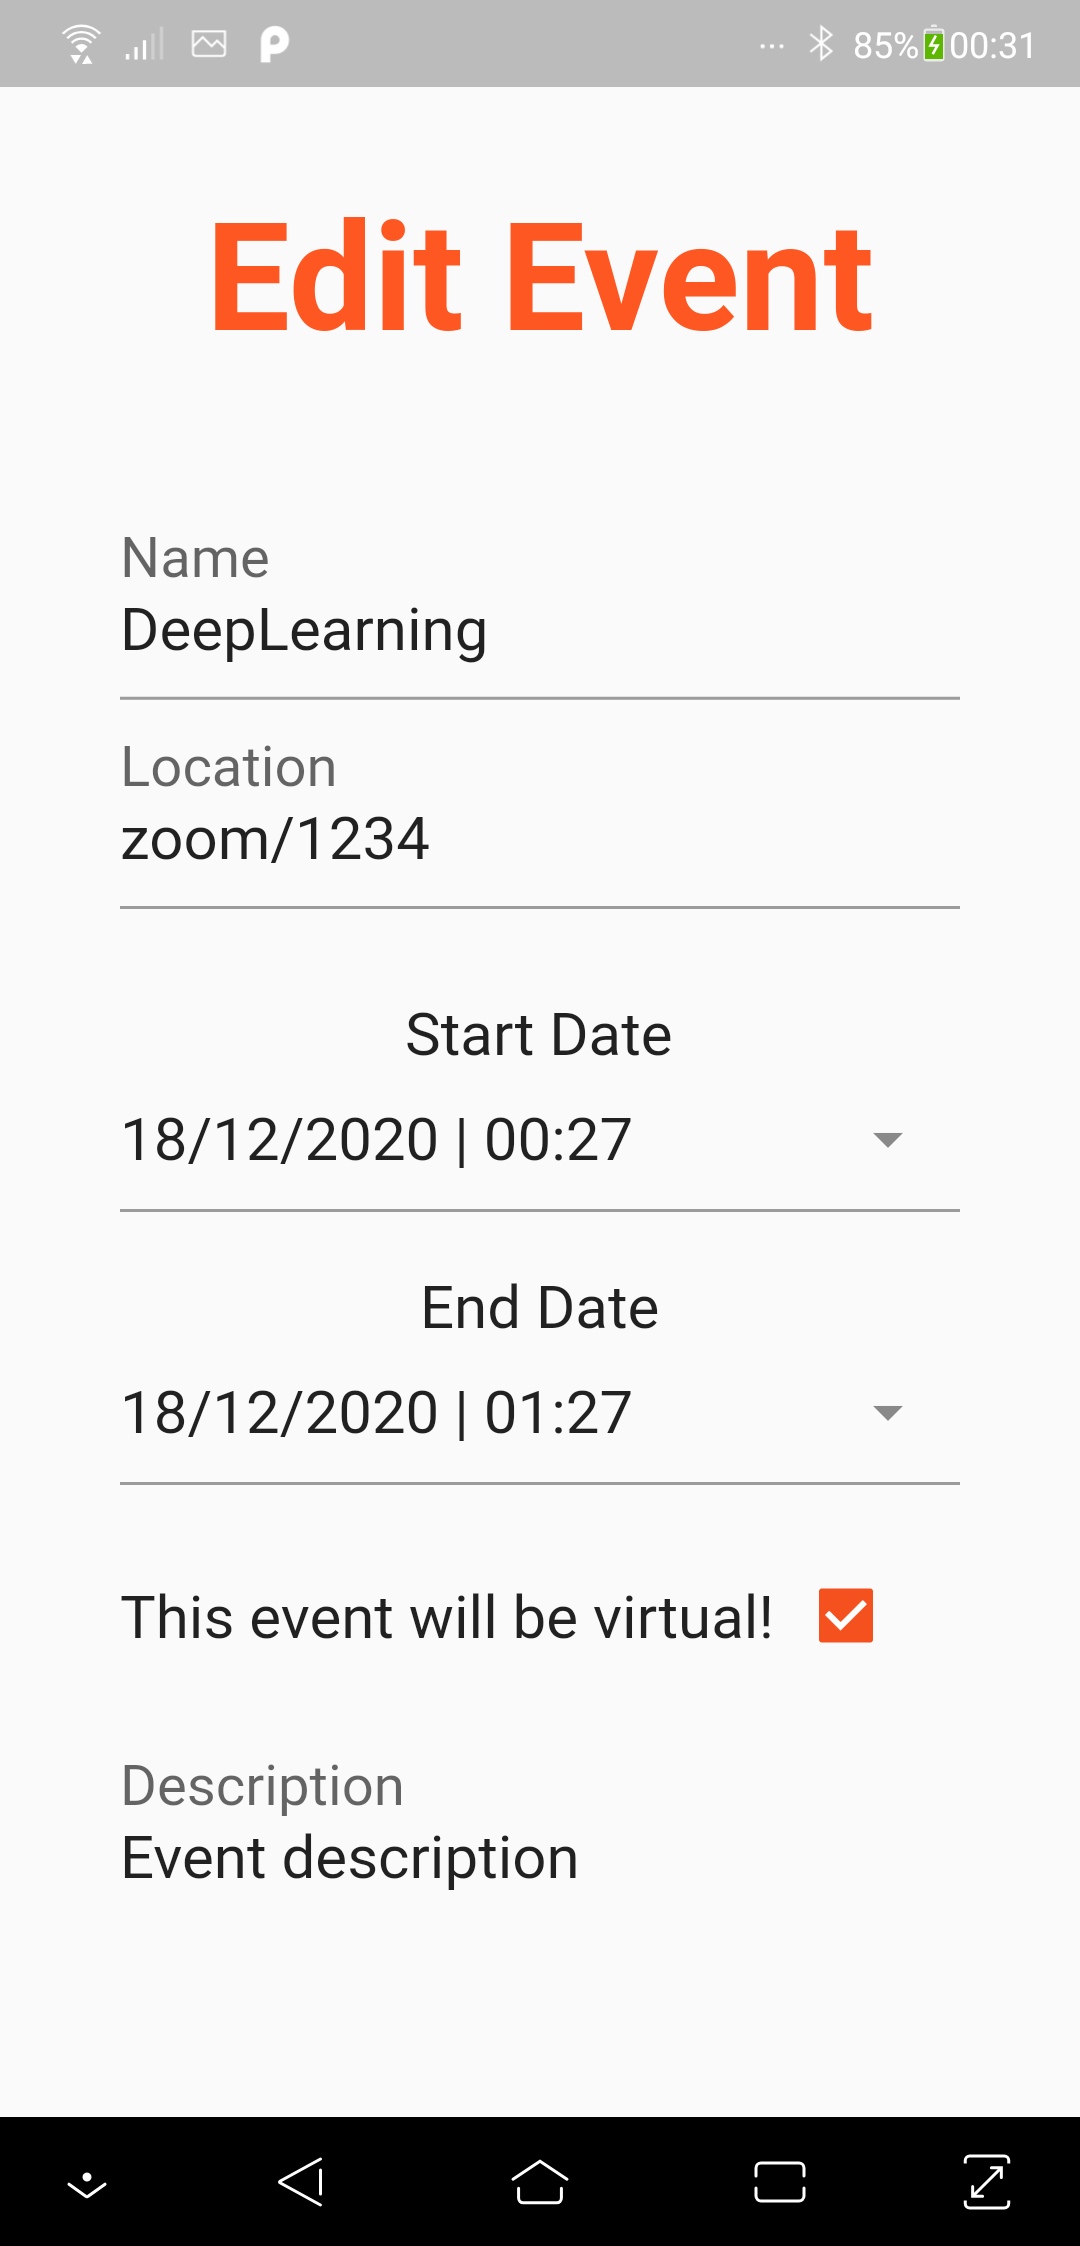 85% 00:31
Edit Event
Name
DeepLearning
Location
zoom/1234
Start Date
18/12/2020 | 00:27
End Date
18/12/2020 | 01:27
This event will be virtual!
Description
Event description